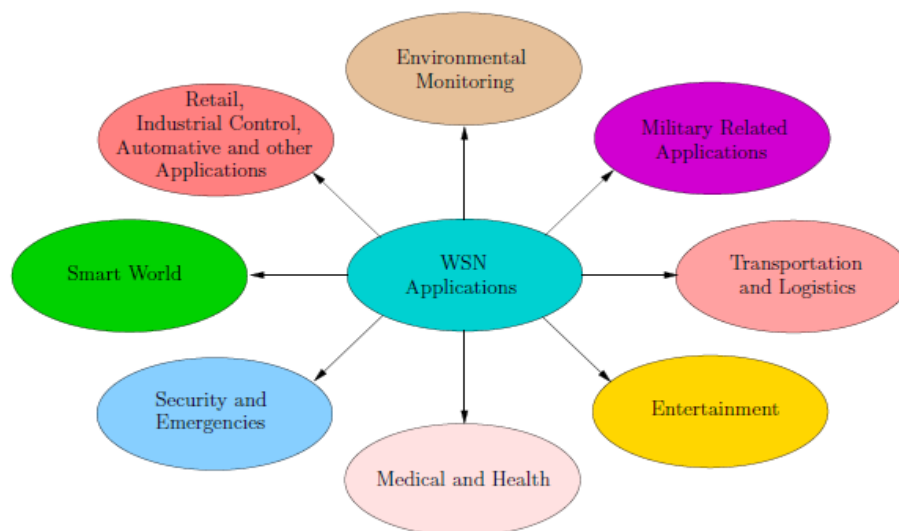 Environmental
Monitoring
Retail,
Industrial Control,
Automative and other
Applications
Military Related
Applications
Smart World
WSN
Applications
Transportation
and Logistics
Security and
Emergencies
Entertainment
Medical and Health